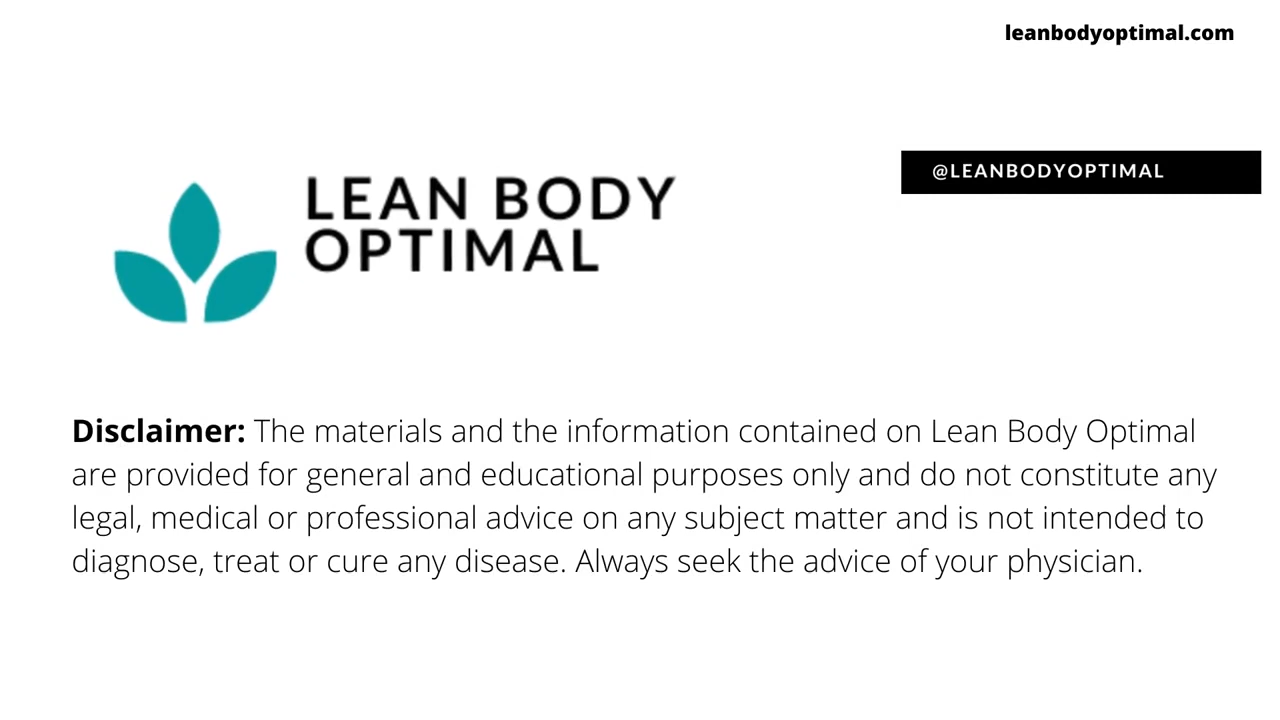 leanbodyoptimal.com
@LEANBODYOPTIMAL
LEAN BODY
OPTIMAL
Disclaimer: The materials and the information contained on Lean Body Optimal
are provided for general and educational purposes only and do not constitute any
legal, medical or professional advice on any subject matter and is not intended to
diagnose, treat or cure any disease. Always seek the advice of your physician.